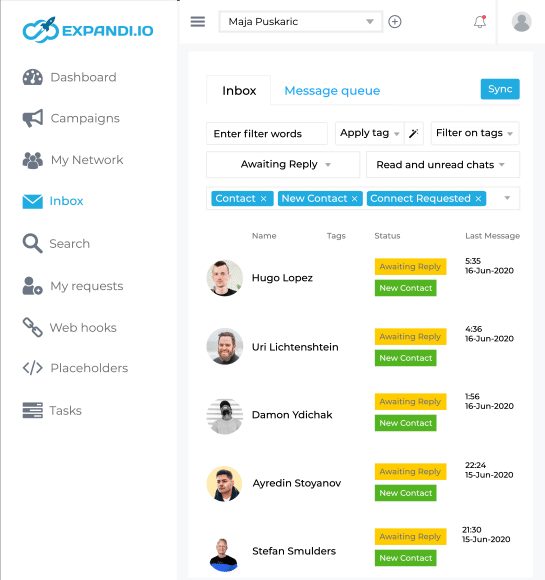 EXPANDI.IO
Maja Puskaric
Dashboard
Campaigns
My Network
Inbox
Search
My requests
Web hooks
Placeholders
Tasks
Inbox
Message queue
Sync
Enter filter words
Apply tag
Filter on tags
Awaiting Reply
Read and unread chats
Contact ×
New Contact ×
Connect Requested ×
Name Tags Status Last Message
Hugo Lopez
Awaiting Reply
New Contact
5:35
16-Jun-2020
Uri Lichtenshtein
Awaiting Reply
New Contact
4:36
16-Jun-2020
Damon Ydichak
Awaiting Reply
New Contact
1:56
16-Jun-2020
Ayredin Stoyanov
Awaiting Reply
New Contact
22:24
15-Jun-2020
Stefan Smulders
Awaiting Reply
New Contact
21:30
15-Jun-2020